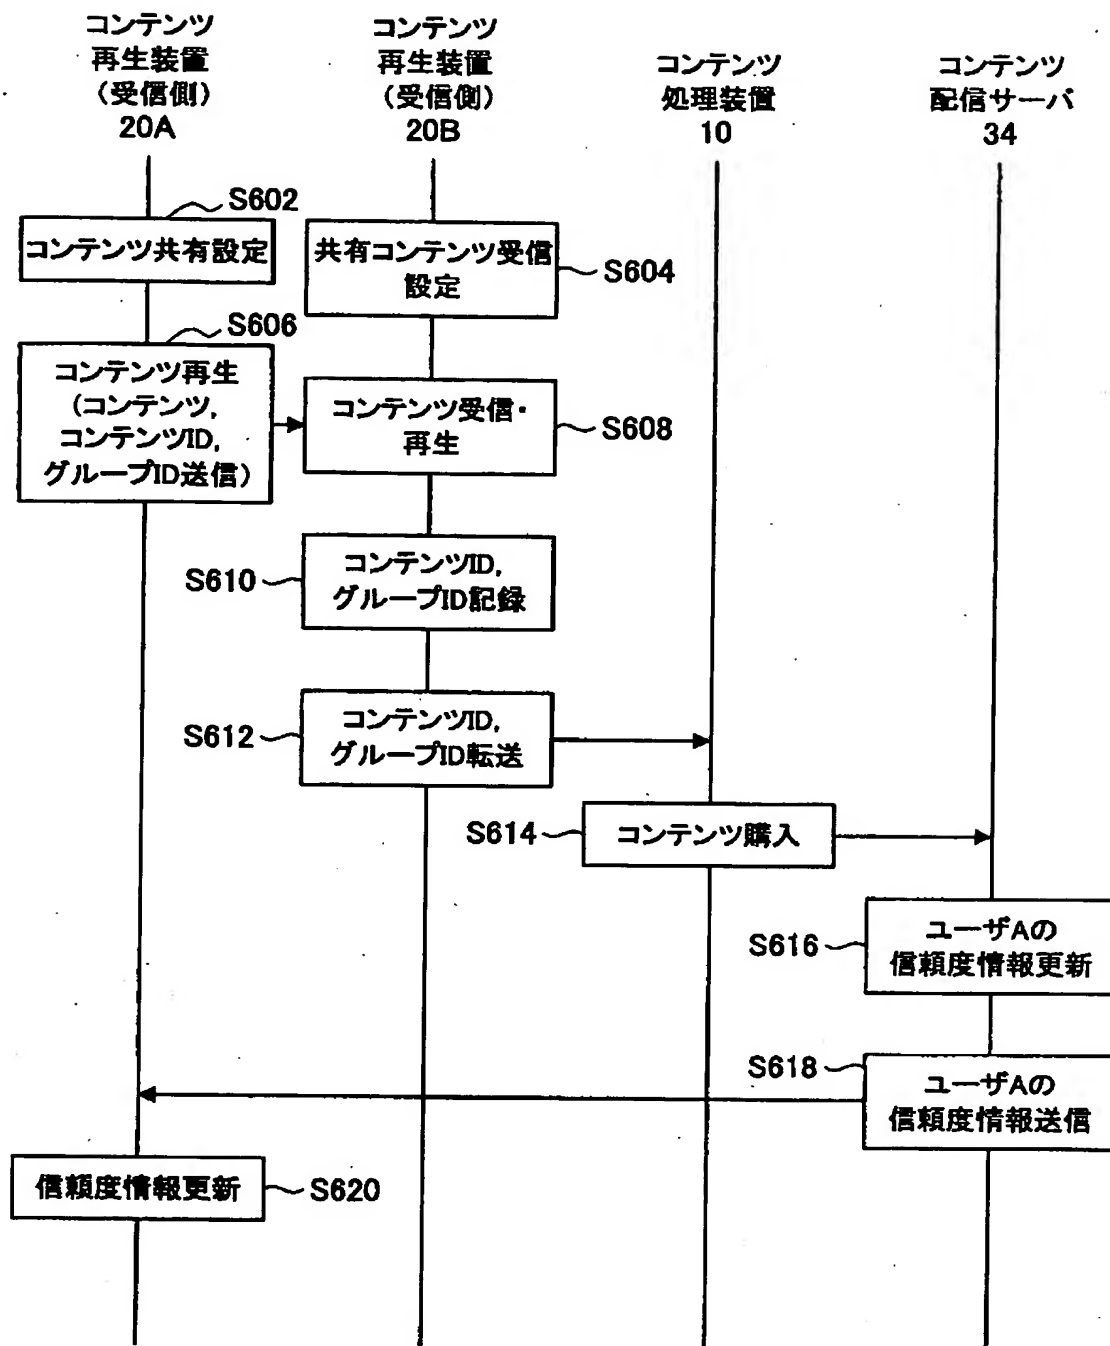 コンテンツ
再生装置
（受信側）
20A
コンテンツ
再生装置
（受信側）
20B
コンテンツ
処理装置
10
コンテンツ
配信サーバ
34
S602
コンテンツ共有設定
共有コンテンツ受信
設定
S604
S606
コンテンツ再生
（コンテンツ，
コンテンツID，
グループID送信）
コンテンツ受信・
再生
S608
S610
コンテンツID，
グループID記録
S612
コンテンツID，
グループID転送
S614
コンテンツ購入
S616
ユーザAの
信頼度情報更新
S618
ユーザAの
信頼度情報送信
信頼度情報更新
S620